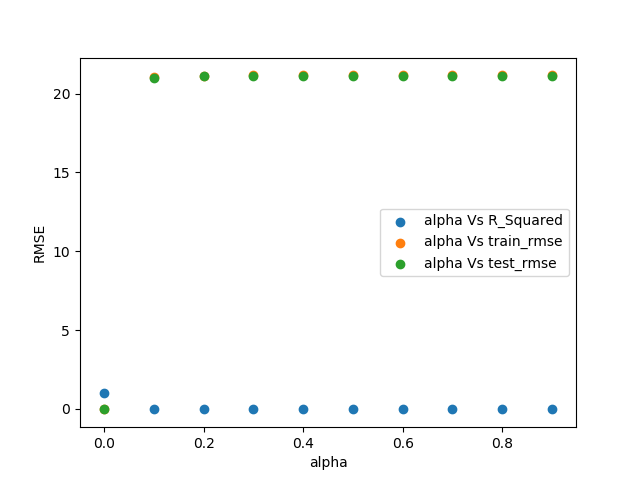 20
15
10
5
0
RMSE
alpha Vs R_Squared
alpha Vs train_rmse
alpha Vs test_rmse
0.0 0.2 0.4 0.6 0.8
alpha